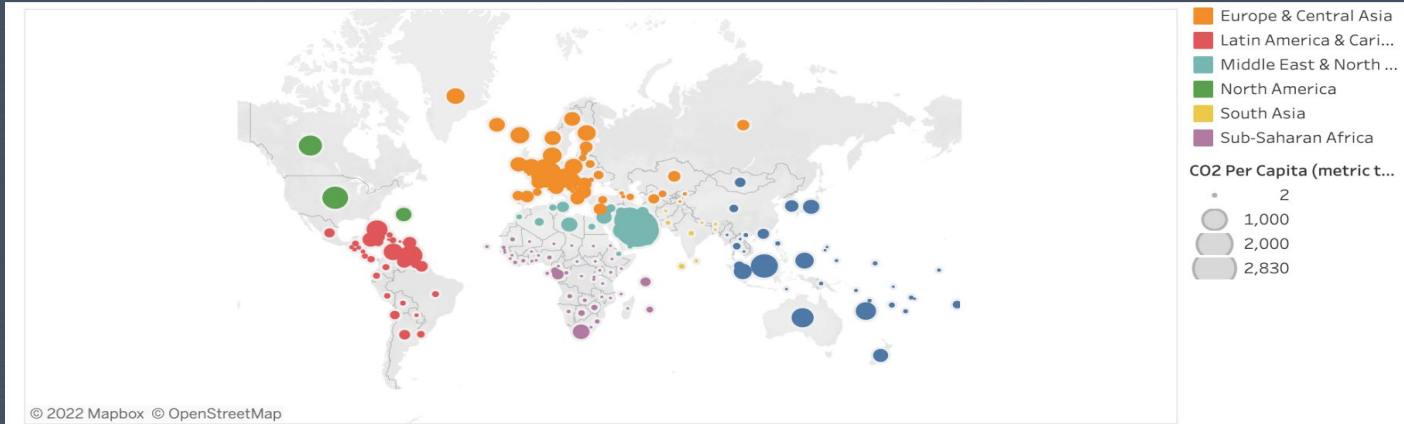 Europe & Central Asia
Latin America & Cari...
Middle East & North ...
North America
South Asia
Sub-Saharan Africa
CO2 Per Capita (metric t...
2
1,000
2,000
2,830
© 2022 Mapbox © OpenStreetMap